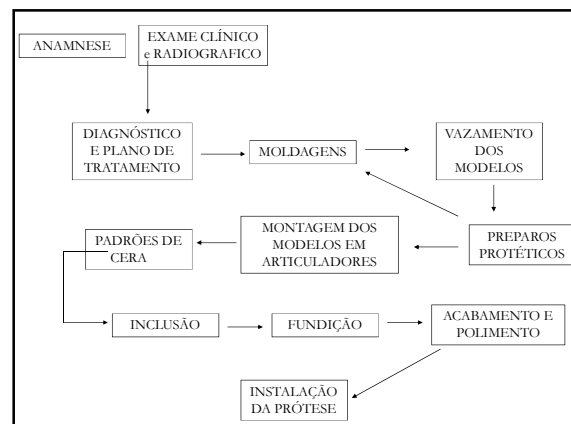 ANAMNESE
EXAME CLÍNICO
e RADIOGRAFICO
DIAGNÓSTICO
E PLANO DE
TRATAMENTO
MOLDAGENS
VAZAMENTO
DOS
MODELOS
PADRÕES DE
CERA
MONTAGEM DOS
MODELOS EM
ARTICULADORES
PREPAROS
PROTÉTICOS
INCLUSÃO
FUNDIÇÃO
ACABAMENTO E
POLIMENTO
INSTALAÇÃO
DA PRÓTESE